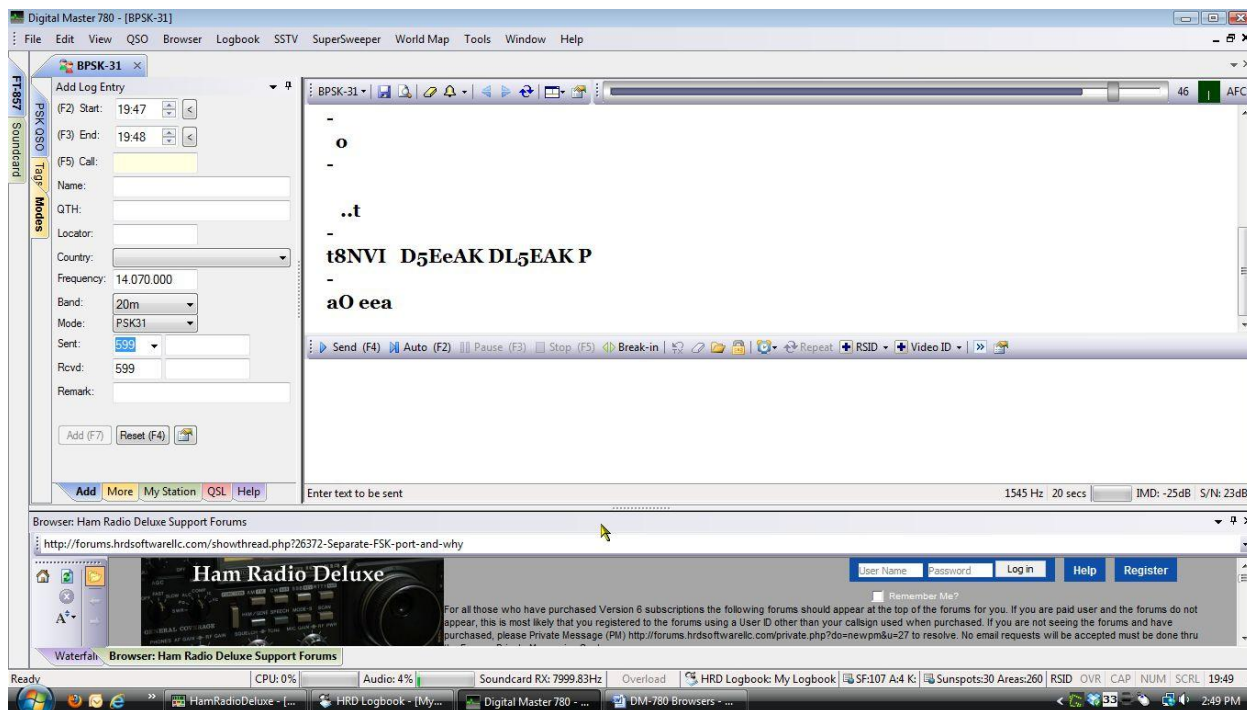 Digital Master 780 - [BPSK-31]
File Edit View QSO Browser Logbook SSTV SuperSweeper World Map Tools Window Help
BPSK-31
FT-857 Soundcard
PSK QSO Tags Modes
Add Log Entry
(F2) Start: 19:47 <
(F3) End: 19:48 <
(F5) Call:
Name:
QTH:
Locator:
Country:
Frequency: 14.070.000
Band: 20m
Mode: PSK31
Sent: 599
Rcvd: 599
Remark:
Add (F7) Reset (F4)
Add More My Station QSL Help
BPSK-31 46 AFC
-
o
-
..t
-
t8NVI D5EeAK DL5EAK P
-
aO eea
Send (F4) Auto (F2) Pause (F3) Stop (F5) Break-in Repeat RSID Video ID
Enter text to be sent 1545 Hz 20 secs IMD: -25dB S/N: 23dB
Browser: Ham Radio Deluxe Support Forums
http://forums.hrdsoftwarellc.com/showthread.php?26372-Separate-FSK-port-and-why
Ham Radio Deluxe
User Name Password Log in Help Register
Remember Me?
For all those who have purchased Version 6 subscriptions the following forums should appear at the top of the forums for you. If you are paid user and the forums do not
appear, this is most likely that you registered to the forums using a User ID other than your callsign used when purchased. If you are not seeing the forums and have
purchased, please Private Message (PM) http://forums.hrdsoftwarellc.com/private.php?do=newpm&u=27 to resolve. No email requests will be accepted must be done thru
Waterfall Browser: Ham Radio Deluxe Support Forums
Ready CPU: 0% Audio: 4% Soundcard RX: 7999.83Hz Overload HRD Logbook: My Logbook SF:107 A:4 K: Sunspots:30 Areas:260 RSID OVR CAP NUM SCRL 19:49
HamRadioDeluxe - [... HRD Logbook - [My... Digital Master 780 - ... DM-780 Browsers - ... 33 2:49 PM